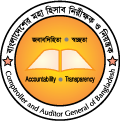 বাংলাদেশের মহা হিসাব নিরীক্ষক ও নিয়ন্ত্রক
জবাবদিহিতা • স্বচ্ছতা
Accountability • Transparency
Comptroller and Auditor General of Bangladesh